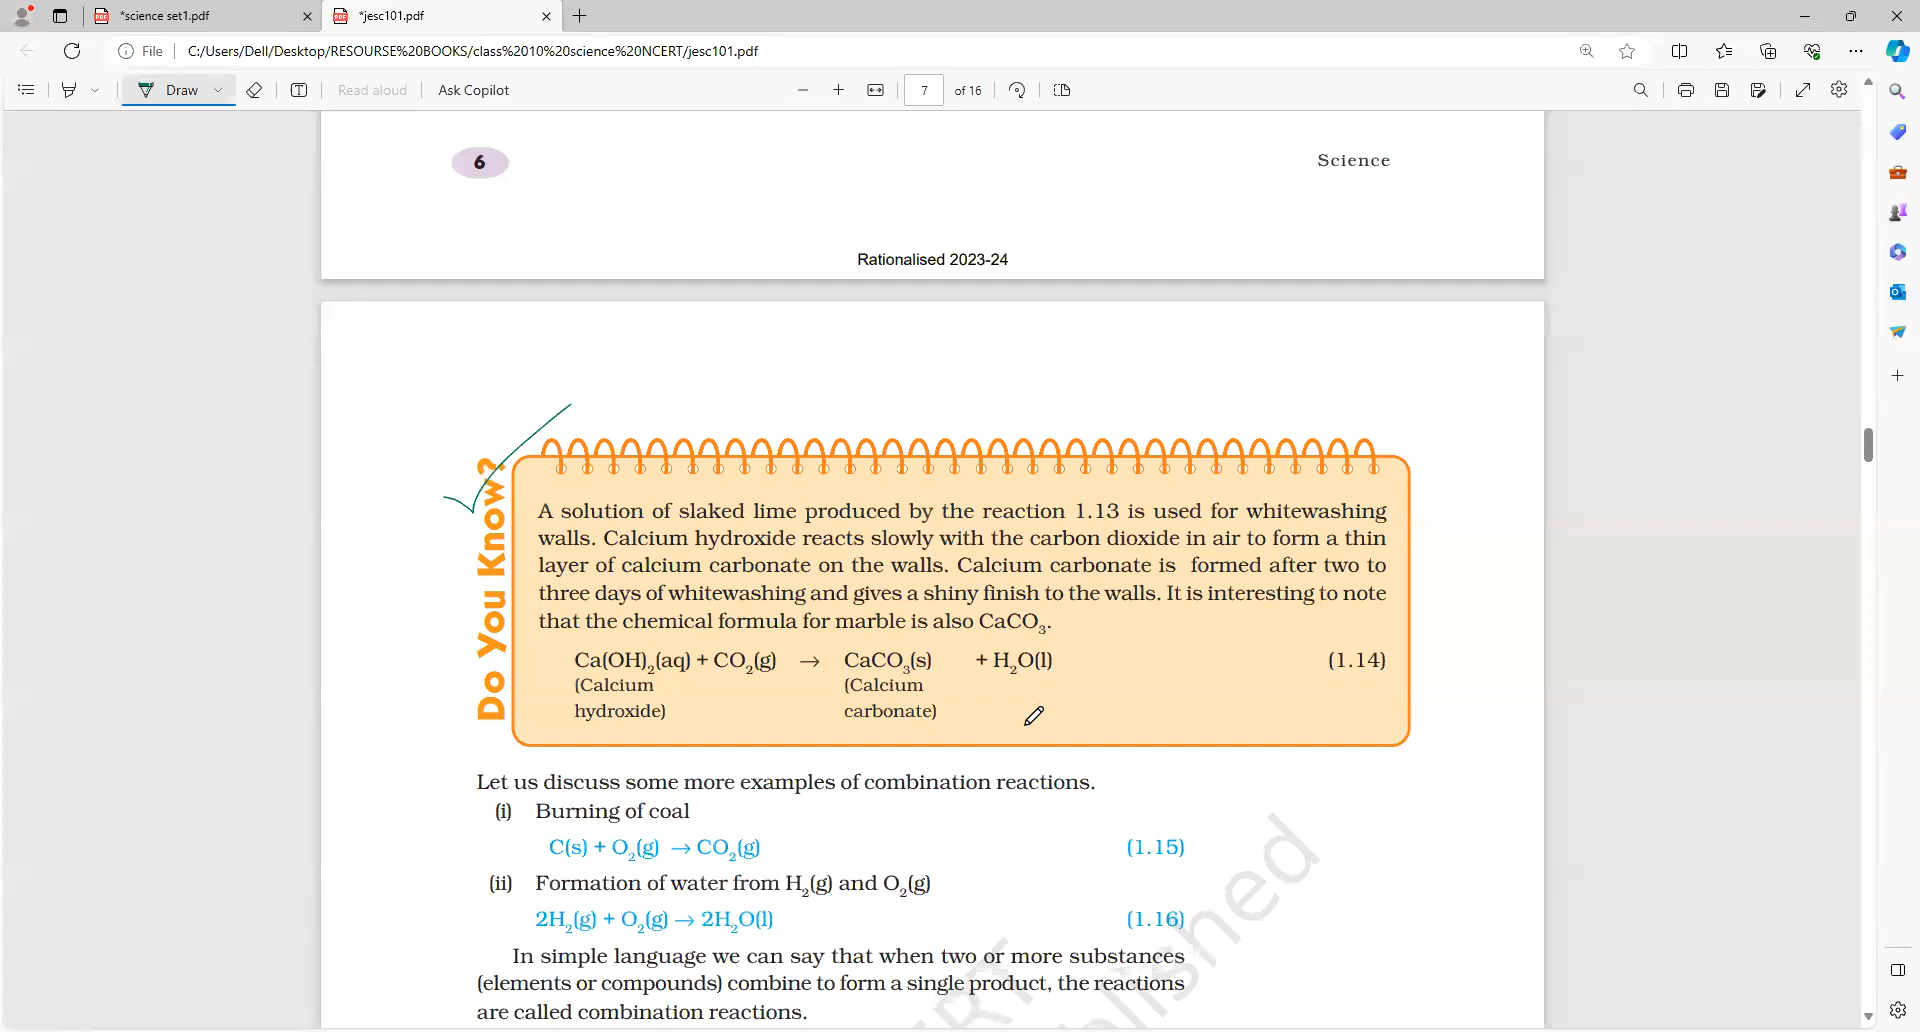 *science set1.pdf
*jesc101.pdf
File
C:/Users/Dell/Desktop/RESOURSE%20BOOKS/class%2010%20science%20NCERT/jesc101.pdf
Draw
Read aloud
Ask Copilot
7
of 16
6
Science
Rationalised 2023-24
Do You Know?
A solution of slaked lime produced by the reaction 1.13 is used for whitewashing
walls. Calcium hydroxide reacts slowly with the carbon dioxide in air to form a thin
layer of calcium carbonate on the walls. Calcium carbonate is formed after two to
three days of whitewashing and gives a shiny finish to the walls. It is interesting to note
that the chemical formula for marble is also CaCO₃.
Ca(OH)₂(aq) + CO₂(g) → CaCO₃(s) + H₂O(l) (1.14)
(Calcium (Calcium
hydroxide) carbonate)
Let us discuss some more examples of combination reactions.
(i) Burning of coal
C(s) + O₂(g) → CO₂(g) (1.15)
(ii) Formation of water from H₂(g) and O₂(g)
2H₂(g) + O₂(g) → 2H₂O(l) (1.16)
In simple language we can say that when two or more substances
(elements or compounds) combine to form a single product, the reactions
are called combination reactions.